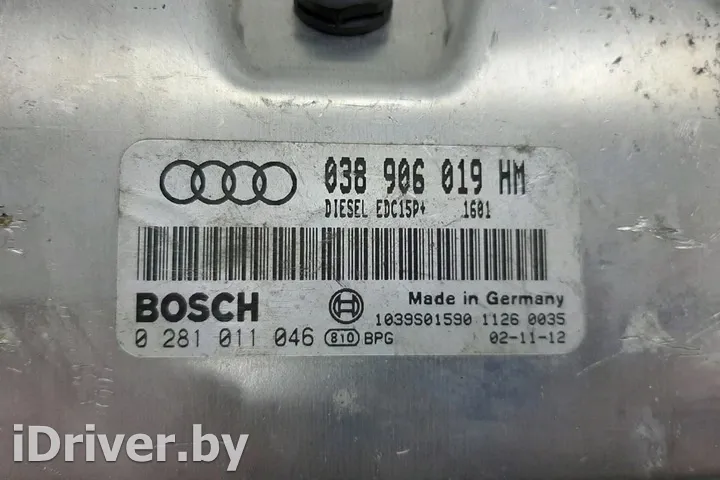 038 906 019 HM
DIESEL EDC15P+ 1601
BOSCH
Made in Germany
1039S01590 1126 0035
0 281 011 046 810 BPG 02-11-12
iDriver.by